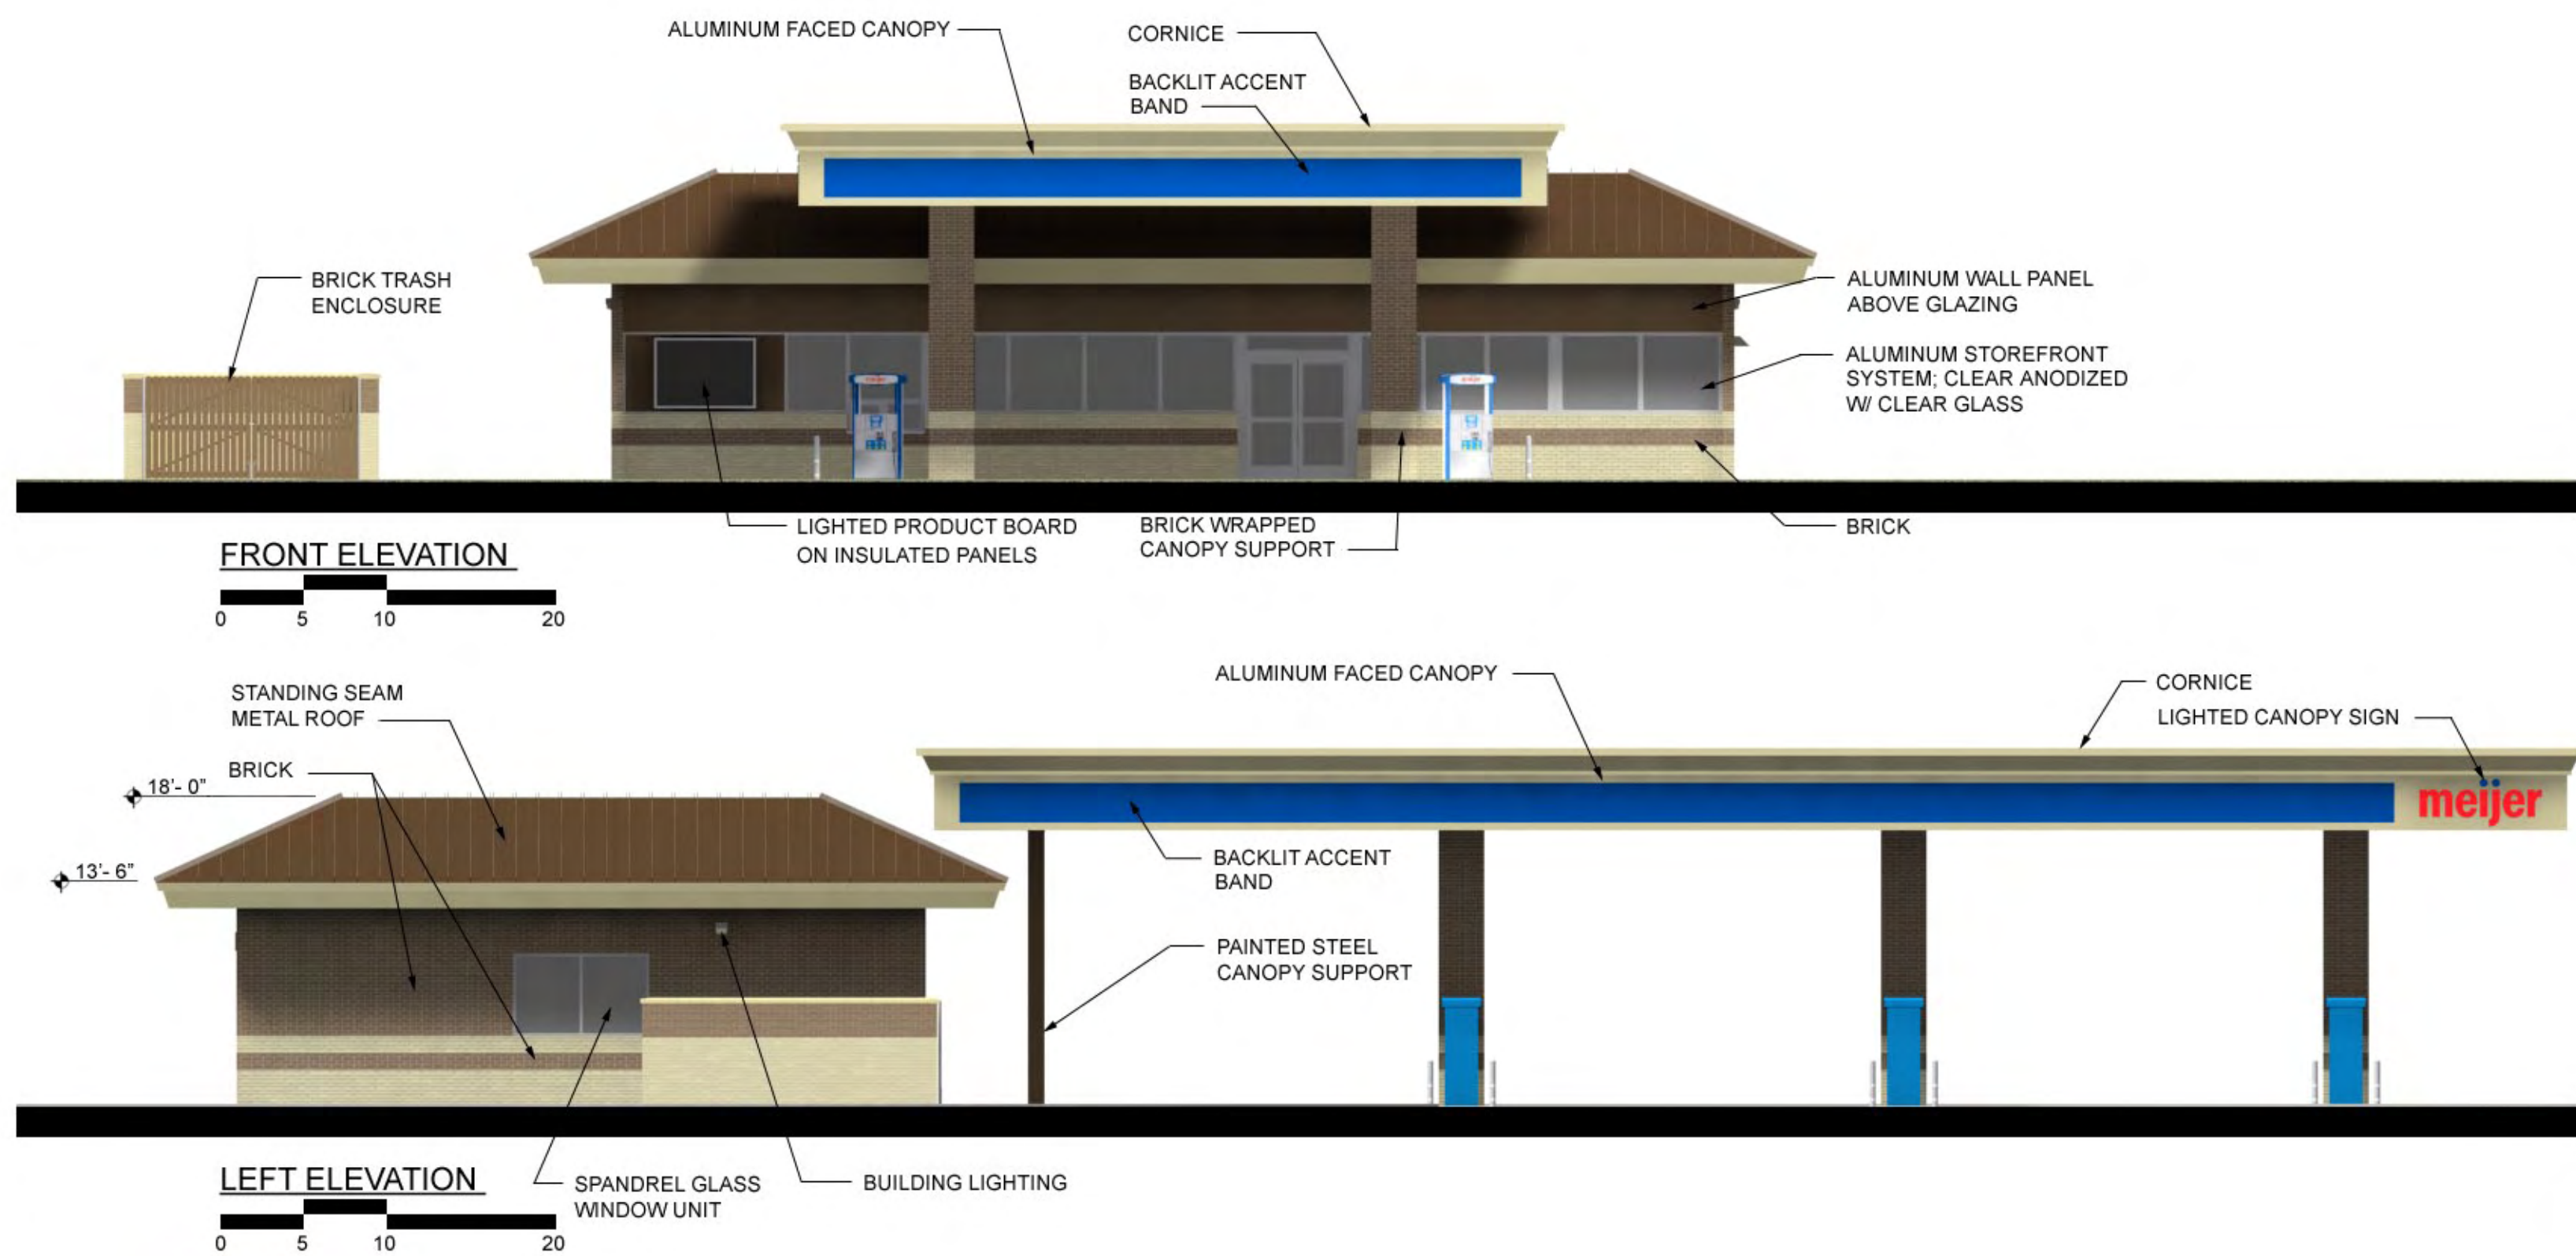 ALUMINUM FACED CANOPY
CORNICE
BACKLIT ACCENT
BAND
BRICK TRASH
ENCLOSURE
ALUMINUM WALL PANEL
ABOVE GLAZING
ALUMINUM STOREFRONT
SYSTEM; CLEAR ANODIZED
W/ CLEAR GLASS
LIGHTED PRODUCT BOARD
ON INSULATED PANELS
BRICK WRAPPED
CANOPY SUPPORT
BRICK
FRONT ELEVATION
0 5 10 20
ALUMINUM FACED CANOPY
CORNICE
LIGHTED CANOPY SIGN
STANDING SEAM
METAL ROOF
BRICK
18'- 0"
13'- 6"
meijer
BACKLIT ACCENT
BAND
PAINTED STEEL
CANOPY SUPPORT
LEFT ELEVATION
0 5 10 20
SPANDREL GLASS
WINDOW UNIT
BUILDING LIGHTING